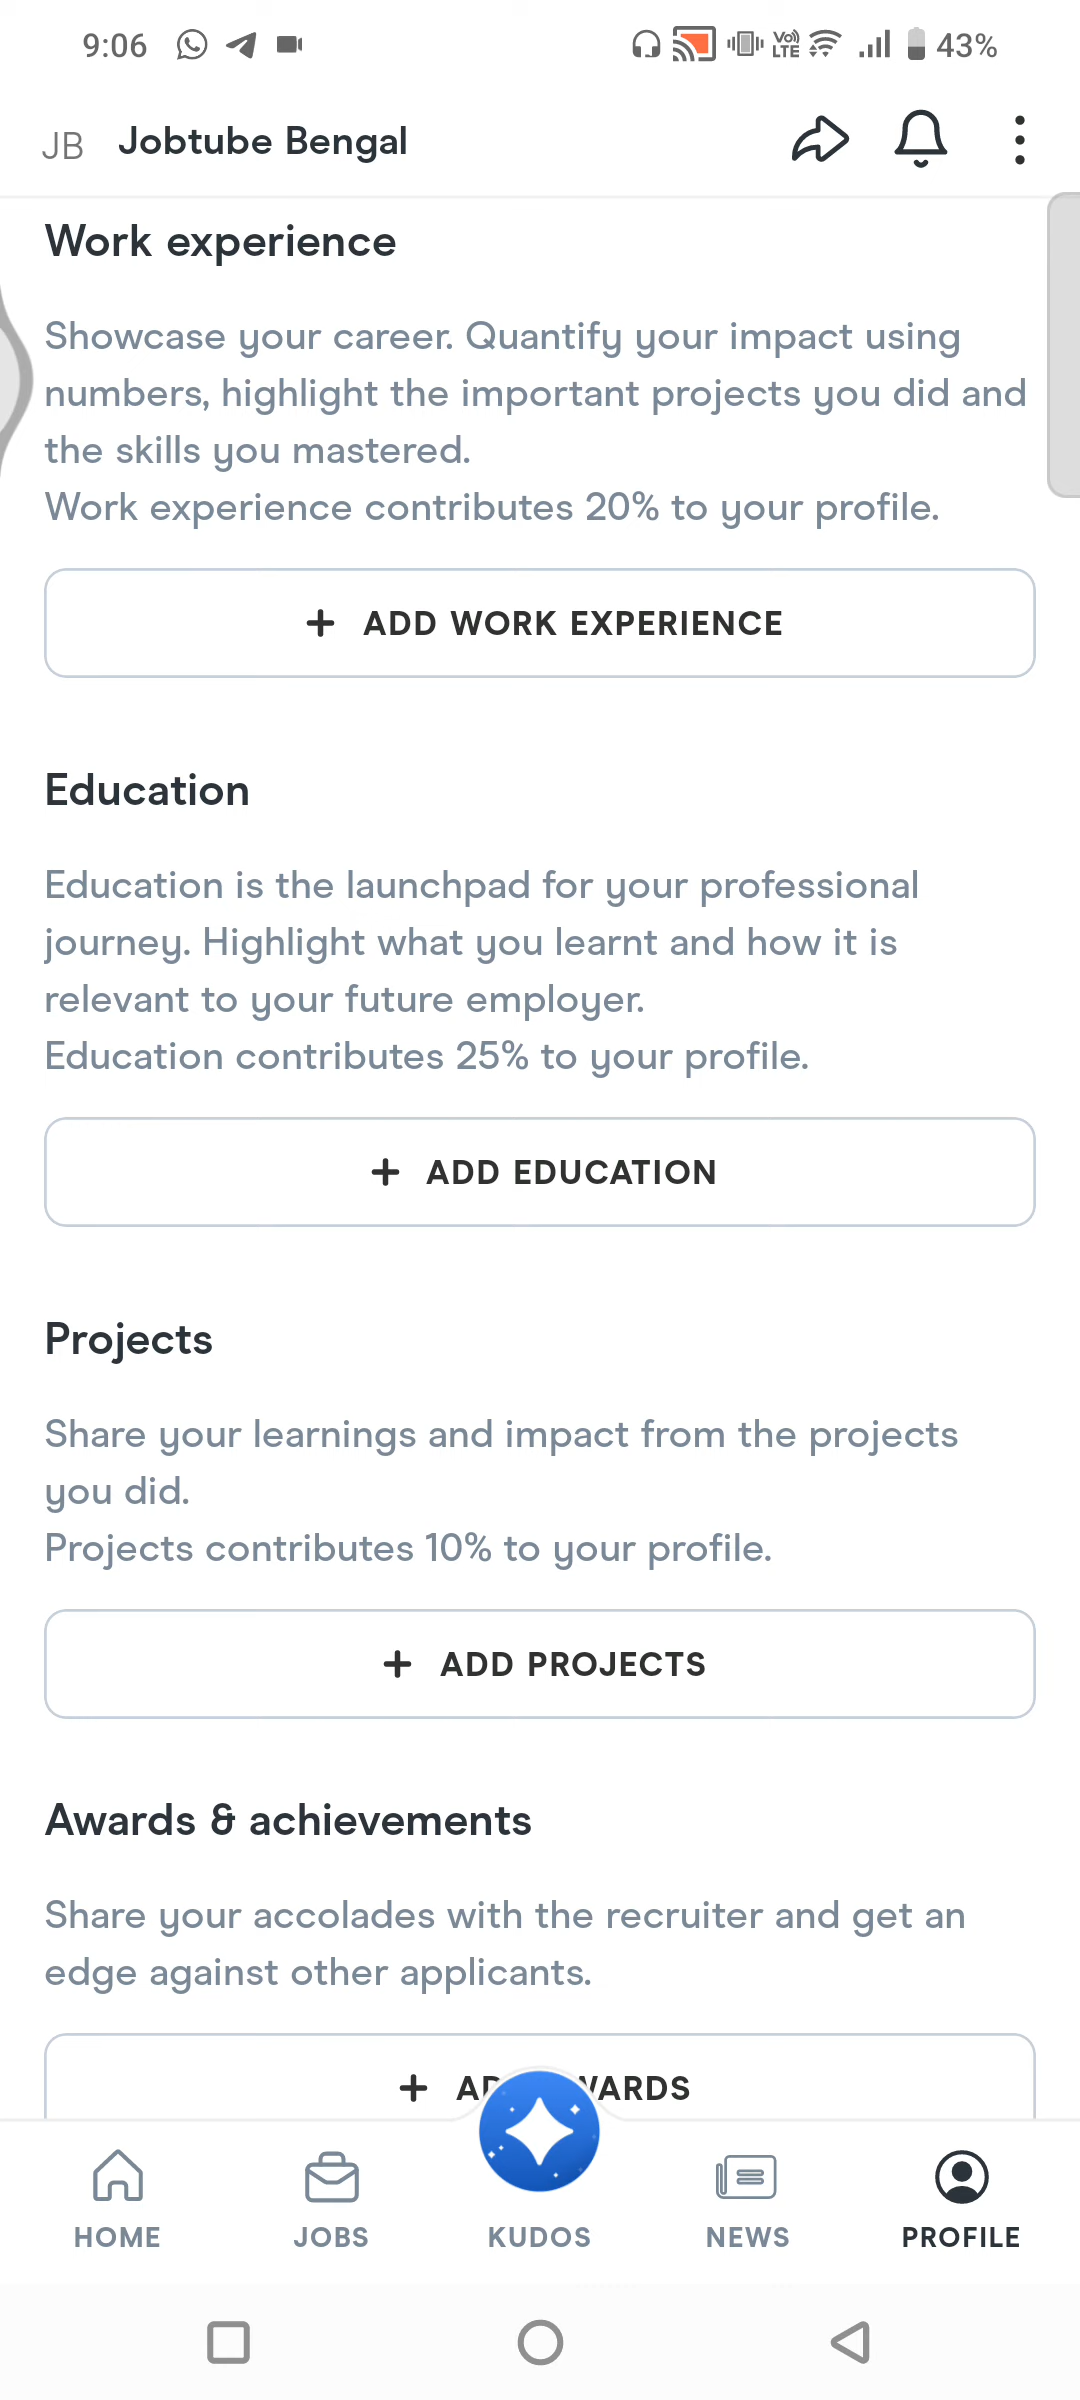 9:06
Vo) LTE
43%
JB Jobtube Bengal
Work experience
Showcase your career. Quantify your impact using
numbers, highlight the important projects you did and
the skills you mastered.
Work experience contributes 20% to your profile.
+ ADD WORK EXPERIENCE
Education
Education is the launchpad for your professional
journey. Highlight what you learnt and how it is
relevant to your future employer.
Education contributes 25% to your profile.
+ ADD EDUCATION
Projects
Share your learnings and impact from the projects
you did.
Projects contributes 10% to your profile.
+ ADD PROJECTS
Awards & achievements
Share your accolades with the recruiter and get an
edge against other applicants.
HOME
JOBS
KUDOS
NEWS
PROFILE